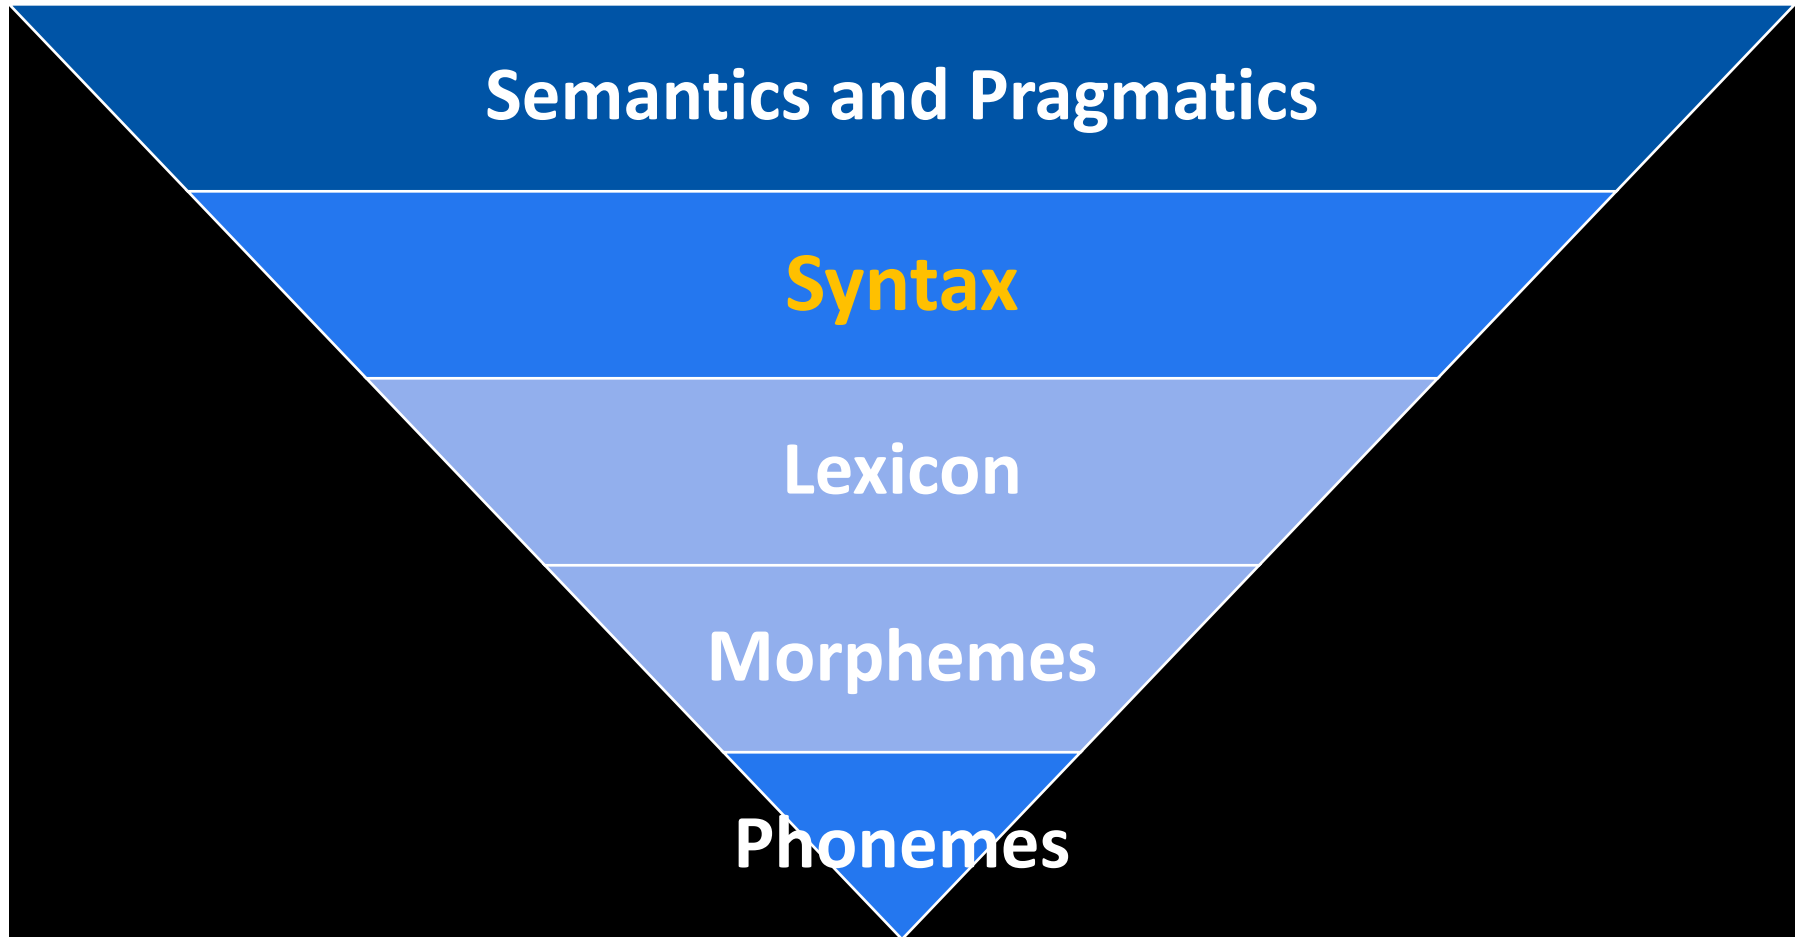 Semantics and Pragmatics
Syntax
Lexicon
Morphemes
Phonemes